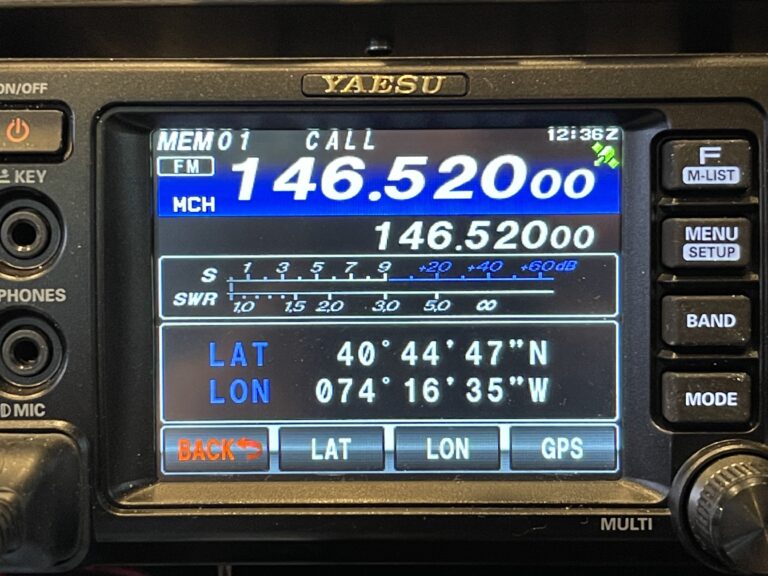 YAESU
ON/OFF
KEY
PHONES
MIC
MEM01 CALL 12:36Z
FM
146.52000
MCH
146.52000
S 1 3 5 7 9 +20 +40 +60dB
SWR 1.0 1.5 2.0 3.0 5.0 ∞
LAT 40°44'47"N
LON 074°16'35"W
BACK LAT LON GPS
F
M-LIST
MENU
SETUP
BAND
MODE
MULTI